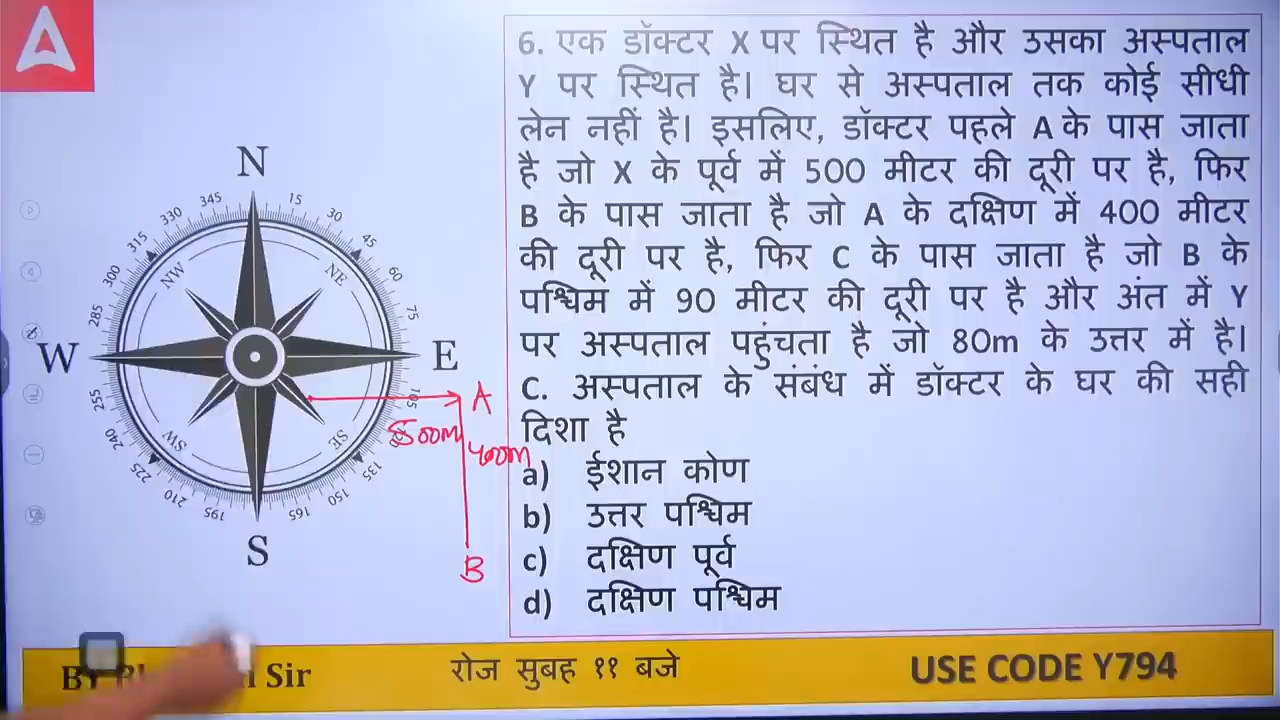 6. एक डॉक्टर X पर स्थित है और उसका अस्पताल
Y पर स्थित है। घर से अस्पताल तक कोई सीधी
लेन नहीं है। इसलिए, डॉक्टर पहले A के पास जाता
है जो X के पूर्व में 500 मीटर की दूरी पर है, फिर
B के पास जाता है जो A के दक्षिण में 400 मीटर
की दूरी पर है, फिर C के पास जाता है जो B के
पश्चिम में 90 मीटर की दूरी पर है और अंत में Y
पर अस्पताल पहुंचता है जो 80m के उत्तर में है।
C. अस्पताल के संबंध में डॉक्टर के घर की सही
दिशा है
a) ईशान कोण
b) उत्तर पश्चिम
c) दक्षिण पूर्व
d) दक्षिण पश्चिम
N
345 15
330 30
315 45
NW NE
300 60
285 75
W E
255 105
A
500m
400m
240
SW SE
225 135
210 150
195 165
S
B
BY Sir
रोज सुबह ११ बजे
USE CODE Y794